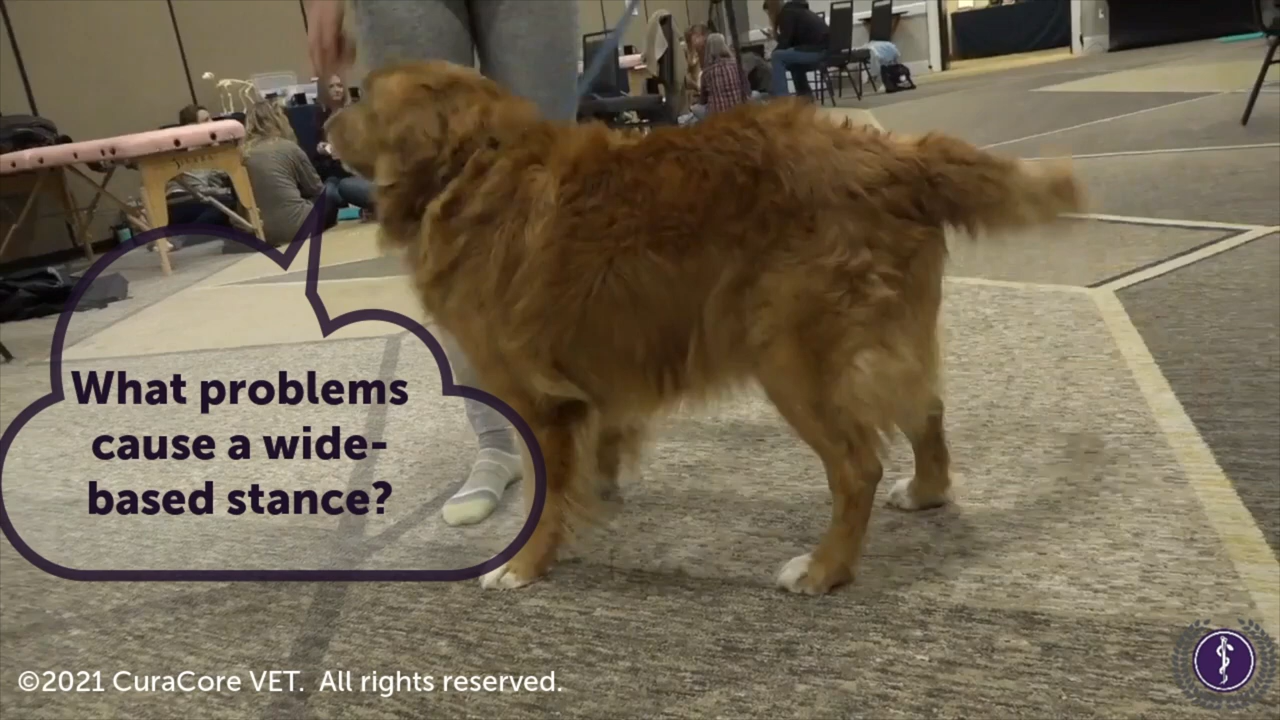 What problems
cause a wide-
based stance?
©2021 CuraCore VET.  All rights reserved.